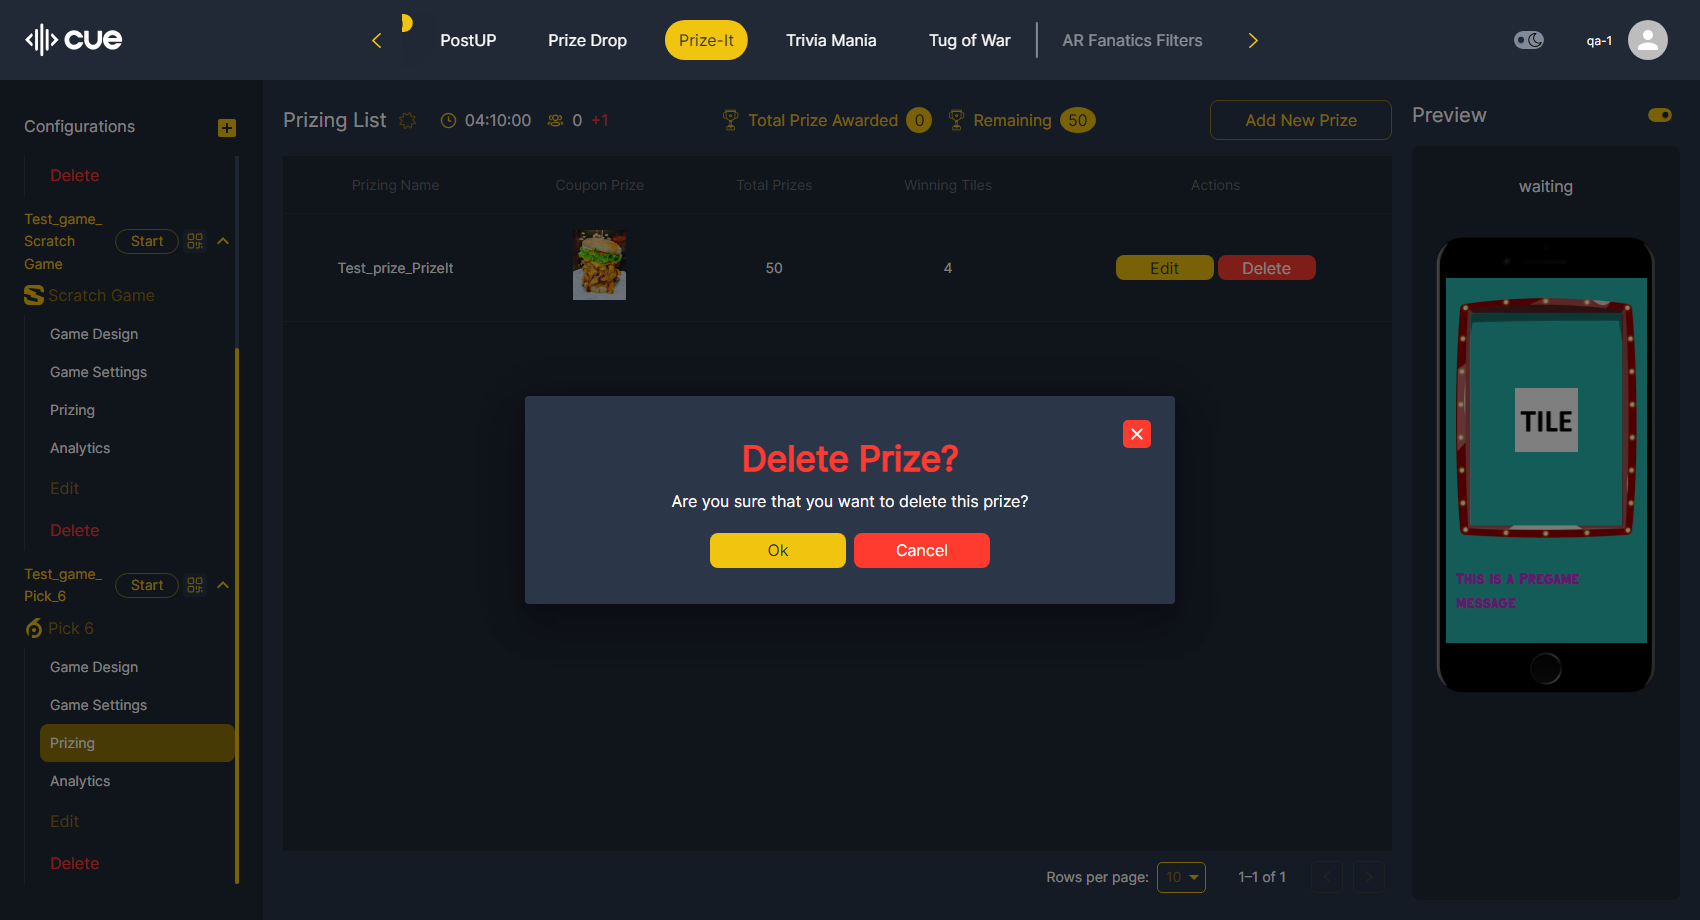 cue
PostUP
Prize Drop
Prize-It
Trivia Mania
Tug of War
AR Fanatics Filters
qa-1
Configurations
Delete
Test_game_
Scratch
Game
Start
Scratch Game
Game Design
Game Settings
Prizing
Analytics
Edit
Delete
Test_game_
Pick_6
Start
Pick 6
Game Design
Game Settings
Prizing
Analytics
Edit
Delete
Prizing List
04:10:00
0 +1
Total Prize Awarded 0
Remaining 50
Add New Prize
Prizing Name
Coupon Prize
Total Prizes
Winning Tiles
Actions
Test_prize_PrizeIt
50
4
Edit
Delete
Delete Prize?
Are you sure that you want to delete this prize?
Ok
Cancel
Rows per page: 10
1–1 of 1
Preview
waiting
TILE
This is a Pregame
message